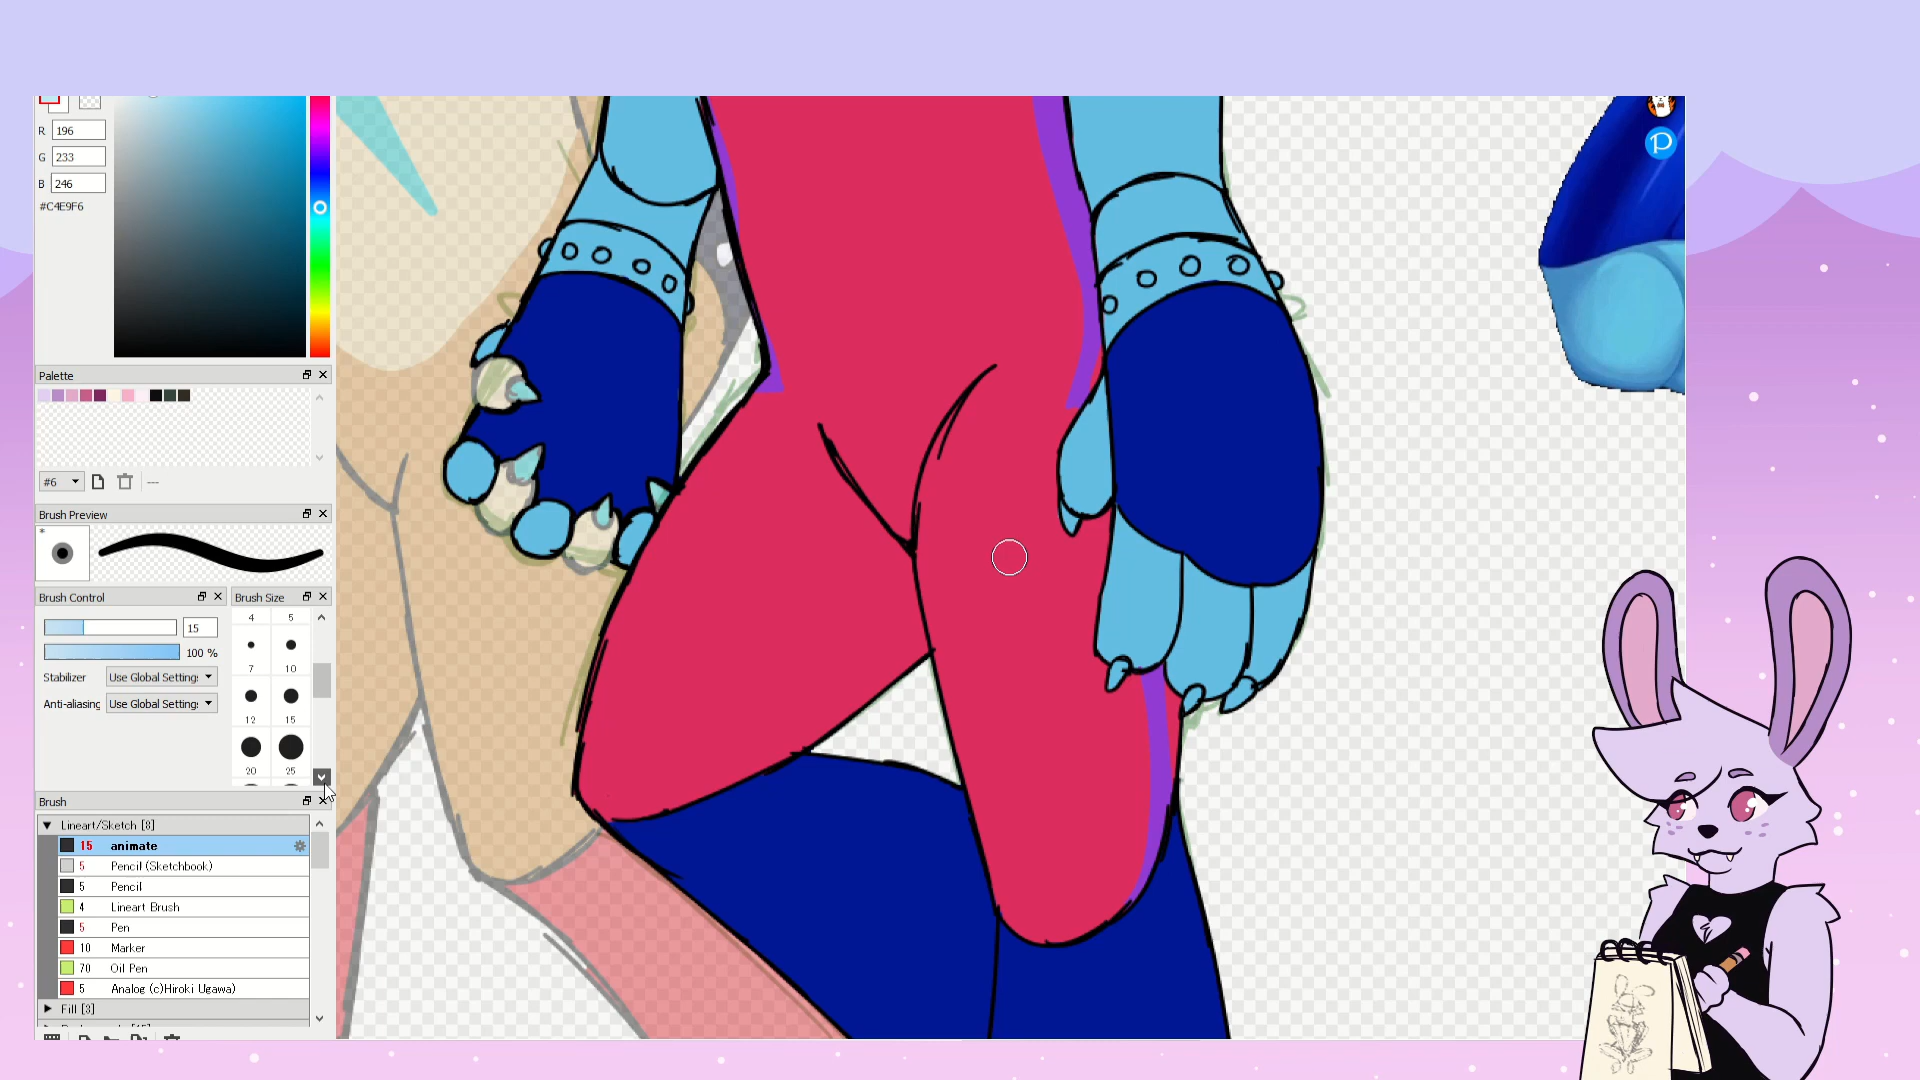 R 196
G 233
B 246
#C4E9F6
Palette
#6 ---
Brush Preview
*
Brush Control
15
100 %
Stabilizer Use Global Setting:
Anti-aliasing Use Global Setting:
Brush Size
4 5
7 10
12 15
20 25
Brush
Lineart/Sketch [8]
15 animate
5 Pencil (Sketchbook)
5 Pencil
4 Lineart Brush
5 Pen
10 Marker
70 Oil Pen
5 Analog (c)Hiroki Ugawa)
Fill [3]
P